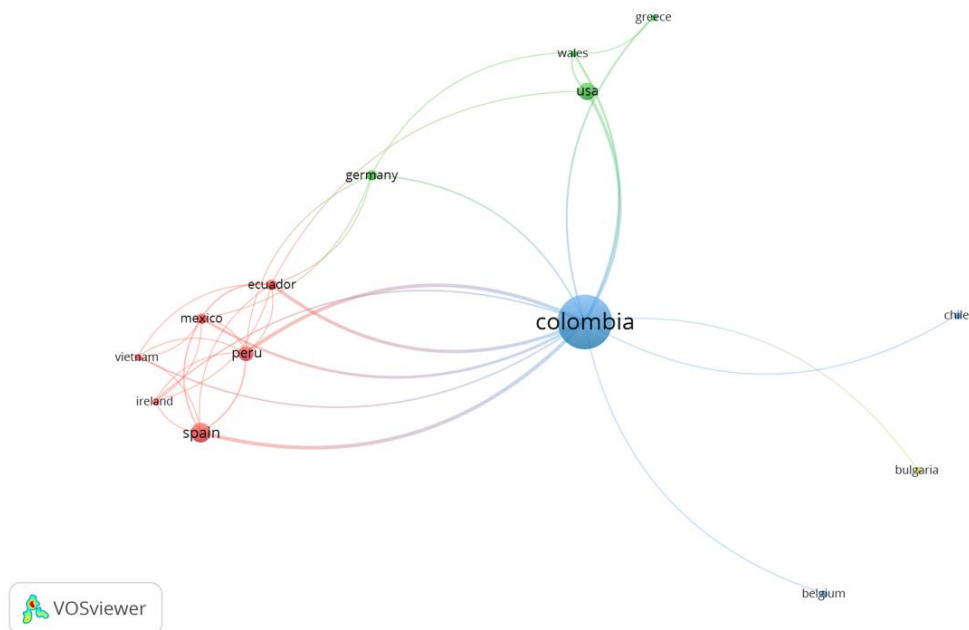 greece
wales
usa
germany
ecuador
colombia
chile
mexico
peru
vietnam
ireland
spain
bulgaria
belgium
VOSviewer